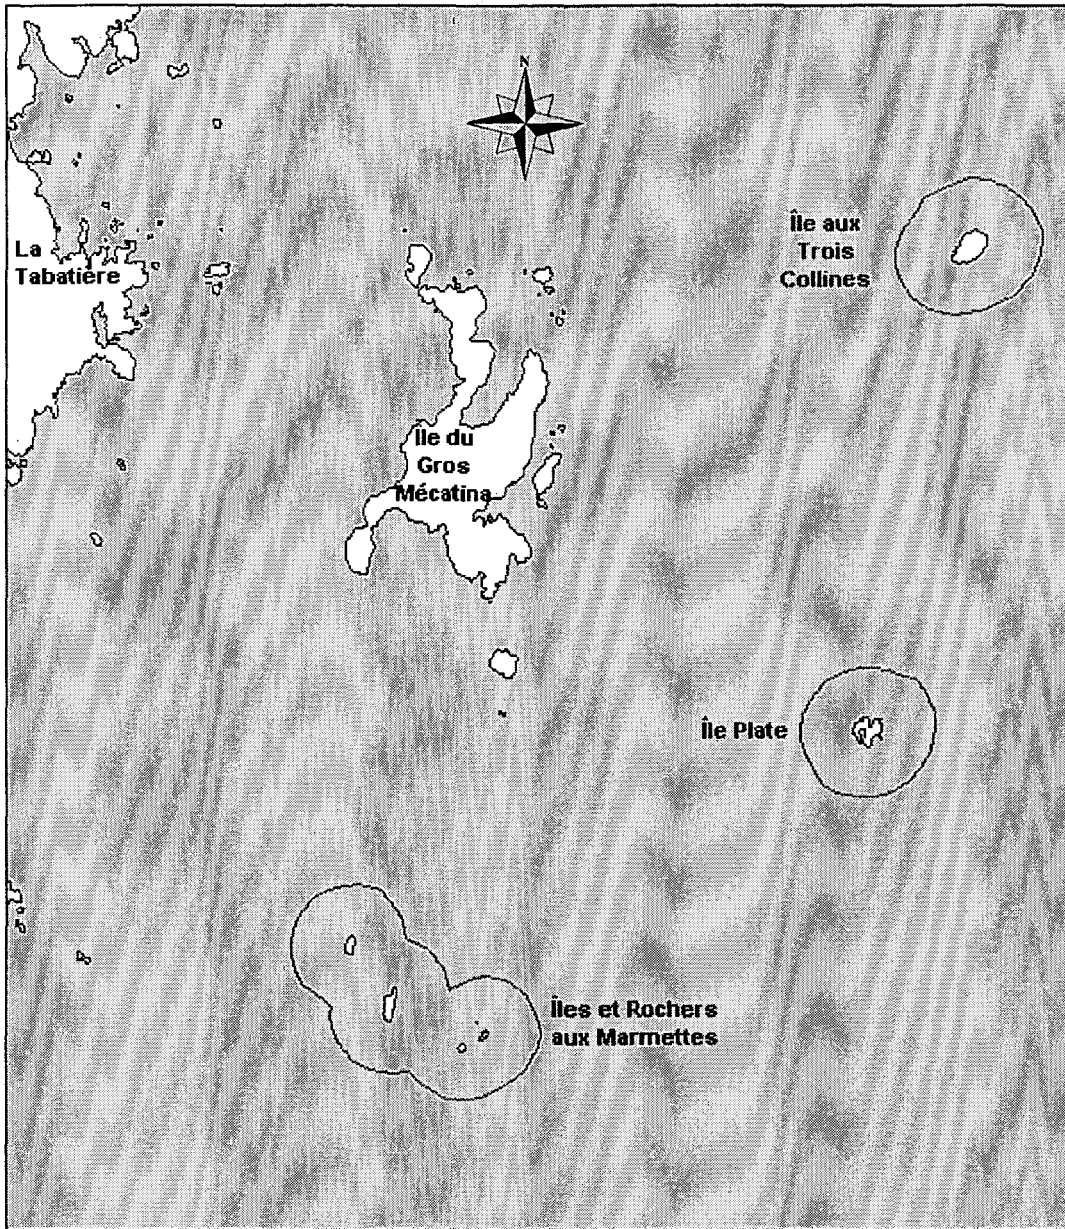 N
Île aux
Trois
Collines
La
Tabatière
Île du
Gros
Mécatina
Île Plate
Îles et Rochers
aux Marmettes